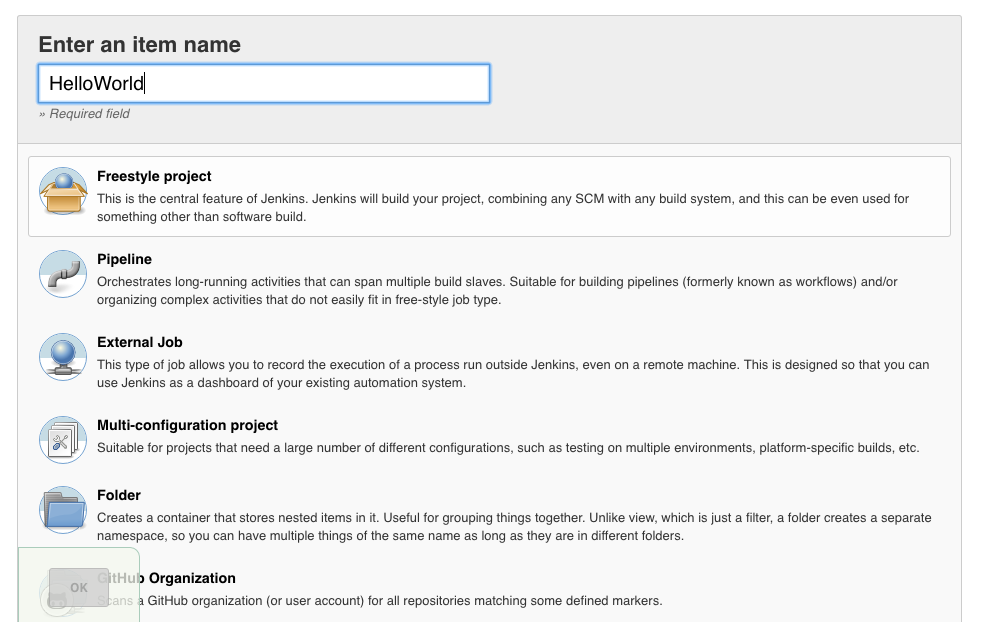 Enter an item name
HelloWorld
» Required field
Freestyle project
This is the central feature of Jenkins. Jenkins will build your project, combining any SCM with any build system, and this can be even used for
something other than software build.
Pipeline
Orchestrates long-running activities that can span multiple build slaves. Suitable for building pipelines (formerly known as workflows) and/or
organizing complex activities that do not easily fit in free-style job type.
External Job
This type of job allows you to record the execution of a process run outside Jenkins, even on a remote machine. This is designed so that you can
use Jenkins as a dashboard of your existing automation system.
Multi-configuration project
Suitable for projects that need a large number of different configurations, such as testing on multiple environments, platform-specific builds, etc.
Folder
Creates a container that stores nested items in it. Useful for grouping things together. Unlike view, which is just a filter, a folder creates a separate
namespace, so you can have multiple things of the same name as long as they are in different folders.
GitHub Organization
OK
Scans a GitHub organization (or user account) for all repositories matching some defined markers.